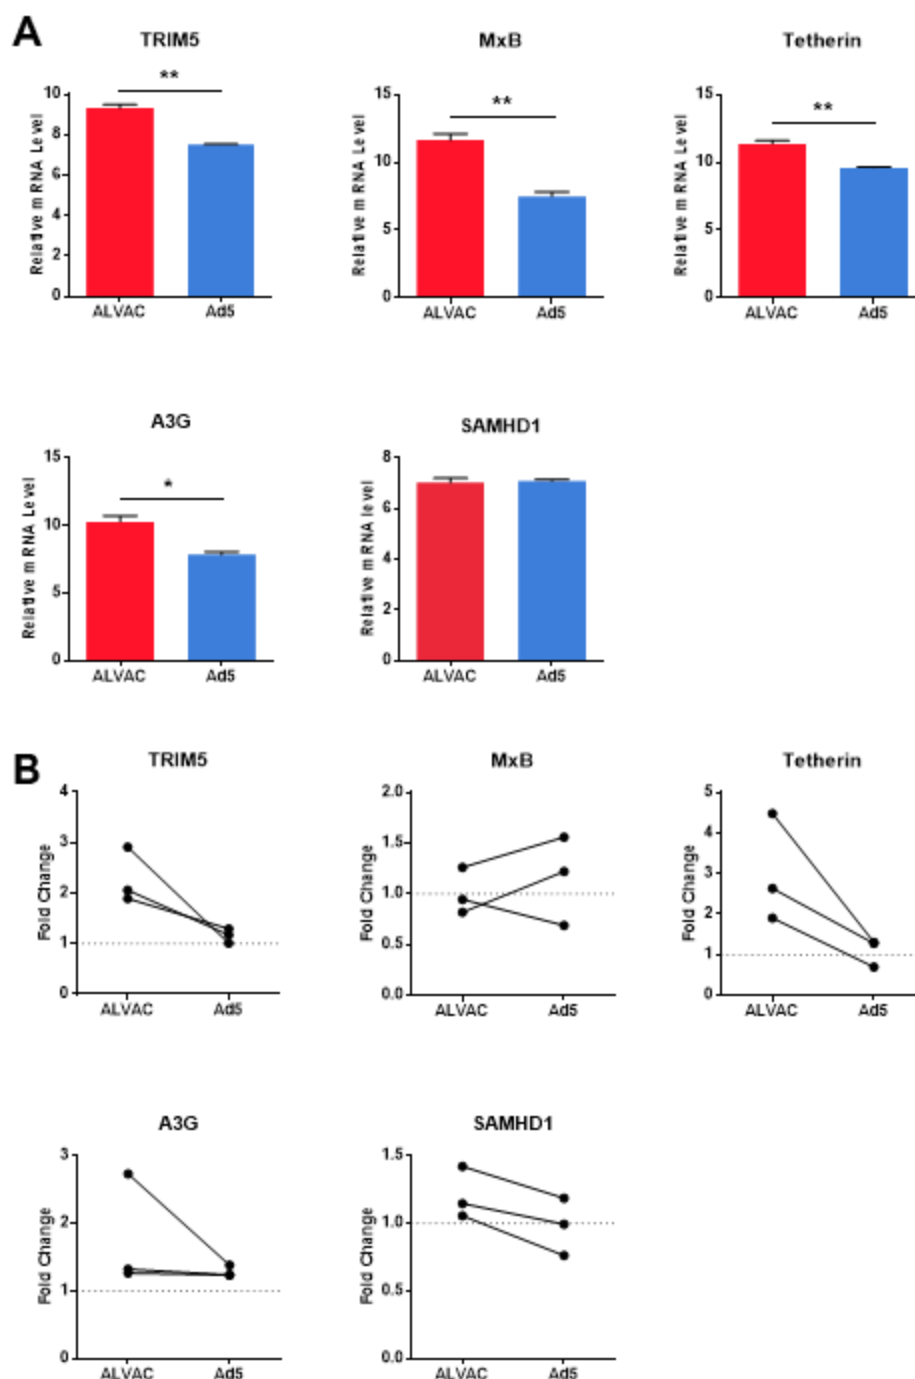 A
TRIM5
MxB
Tetherin
**
**
**
Relative mRNA Level
10
8
6
4
2
0
ALVAC
Ad5
Relative mRNA Level
15
10
5
0
ALVAC
Ad5
Relative mRNA Level
15
10
5
0
ALVAC
Ad5
A3G
SAMHD1
*
Relative mRNA Level
15
10
5
0
ALVAC
Ad5
Relative mRNA level
8
6
4
2
0
ALVAC
Ad5
B
TRIM5
MxB
Tetherin
Fold Change
4
3
2
1
0
ALVAC
Ad5
Fold Change
2.0
1.5
1.0
0.5
0.0
ALVAC
Ad5
Fold Change
5
4
3
2
1
0
ALVAC
Ad5
A3G
SAMHD1
Fold Change
3
2
1
0
ALVAC
Ad5
Fold Change
1.5
1.0
0.5
0.0
ALVAC
Ad5